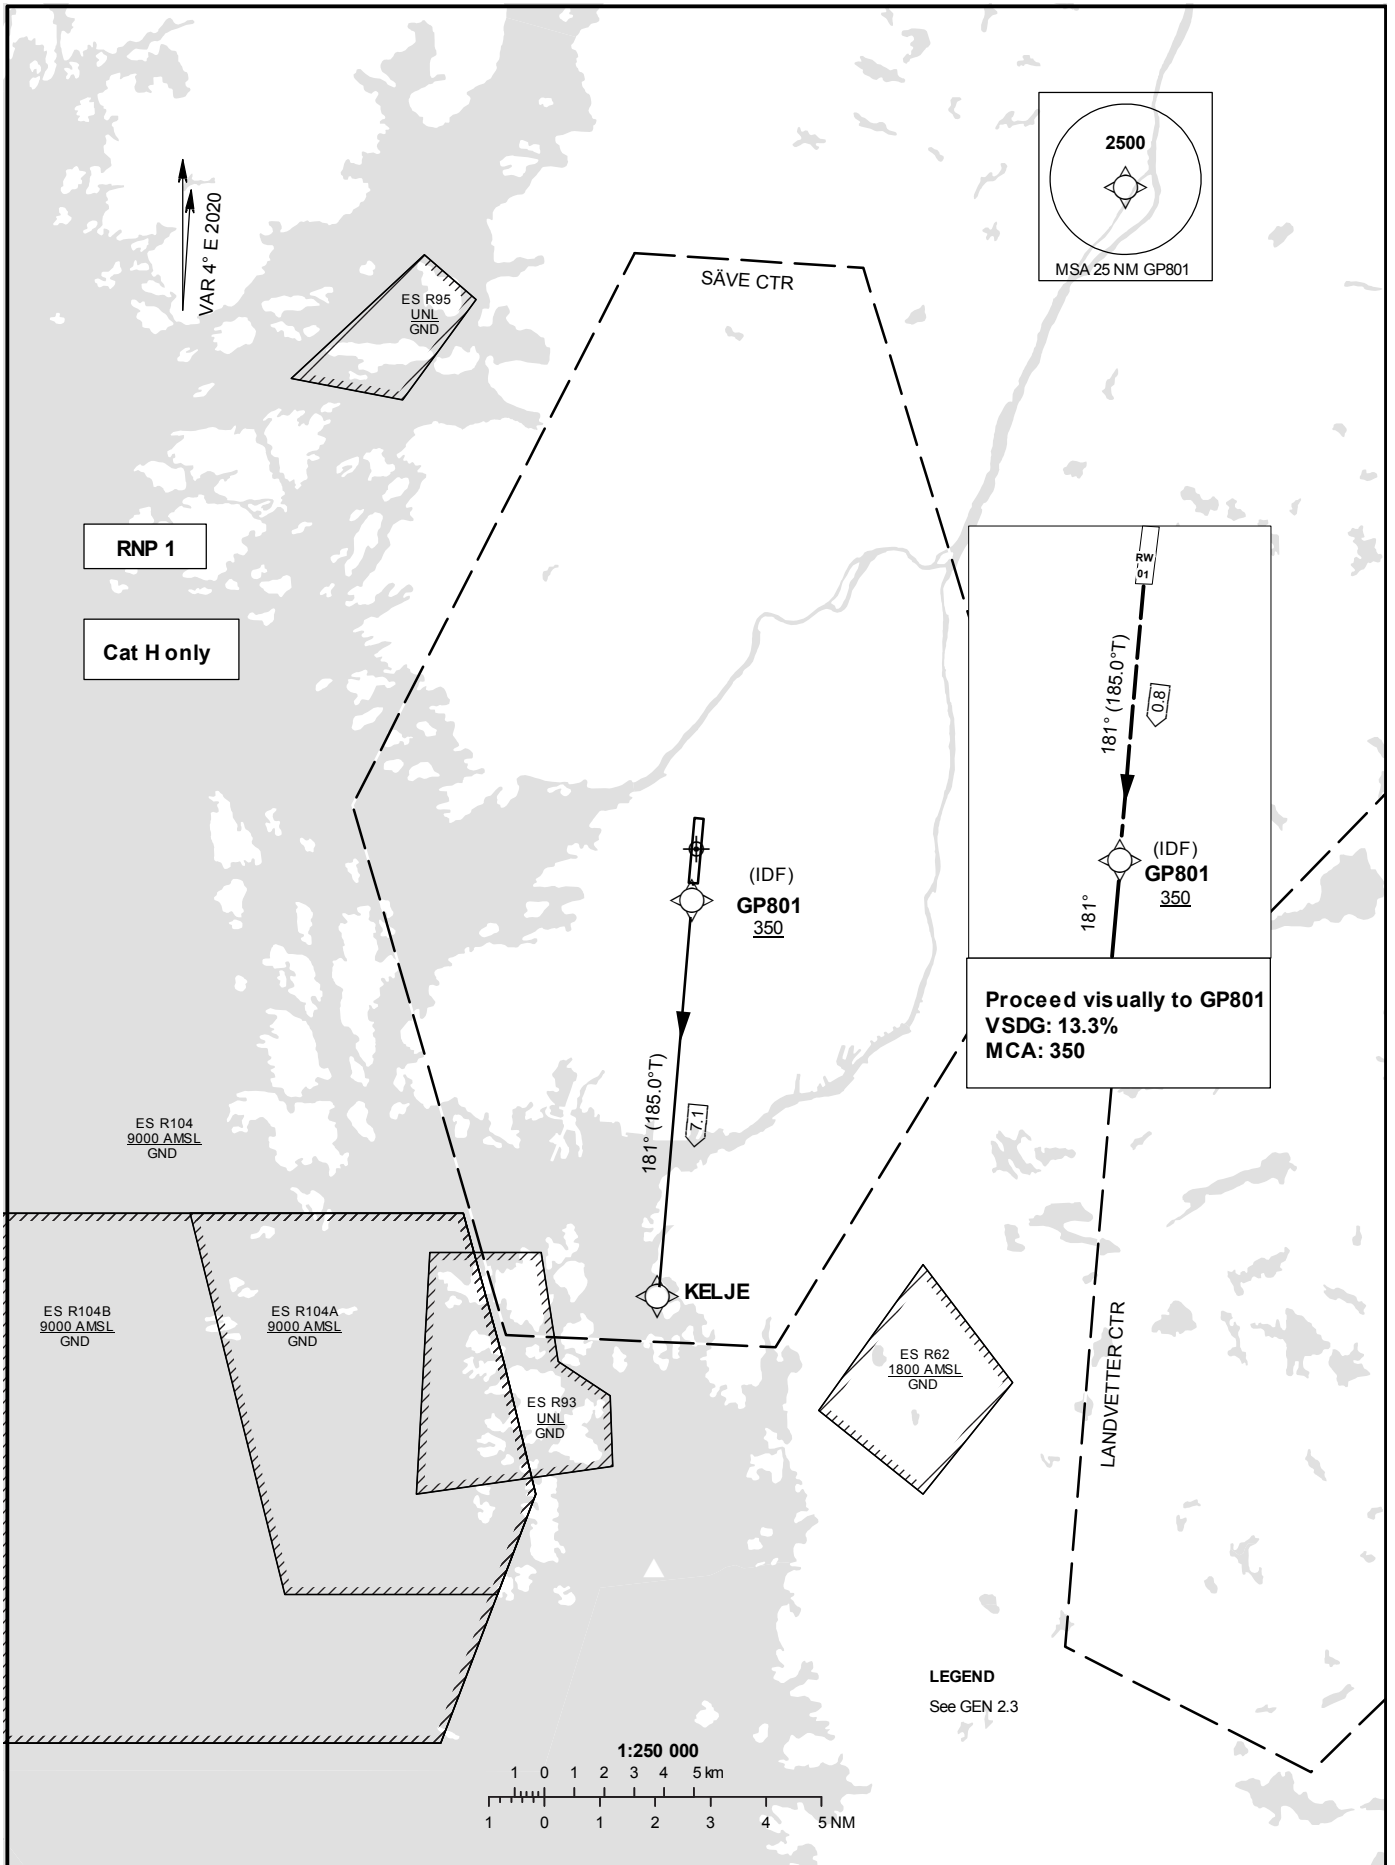 2500
MSA 25 NM GP801
VAR 4° E 2020
SÄVE CTR
ES R95
UNL
GND
RNP 1
Cat H only
RW
01
181° (185.0°T)
0.8
(IDF)
GP801
350
181°
(IDF)
GP801
350
Proceed visually to GP801
VSDG: 13.3%
MCA: 350
181° (185.0°T)
7.1
ES R104
9000 AMSL
GND
KELJE
ES R104B
9000 AMSL
GND
ES R104A
9000 AMSL
GND
ES R62
1800 AMSL
GND
ES R93
UNL
GND
LANDVETTER CTR
LEGEND
See GEN 2.3
1:250 000
1 0 1 2 3 4 5 km
1 0 1 2 3 4 5 NM